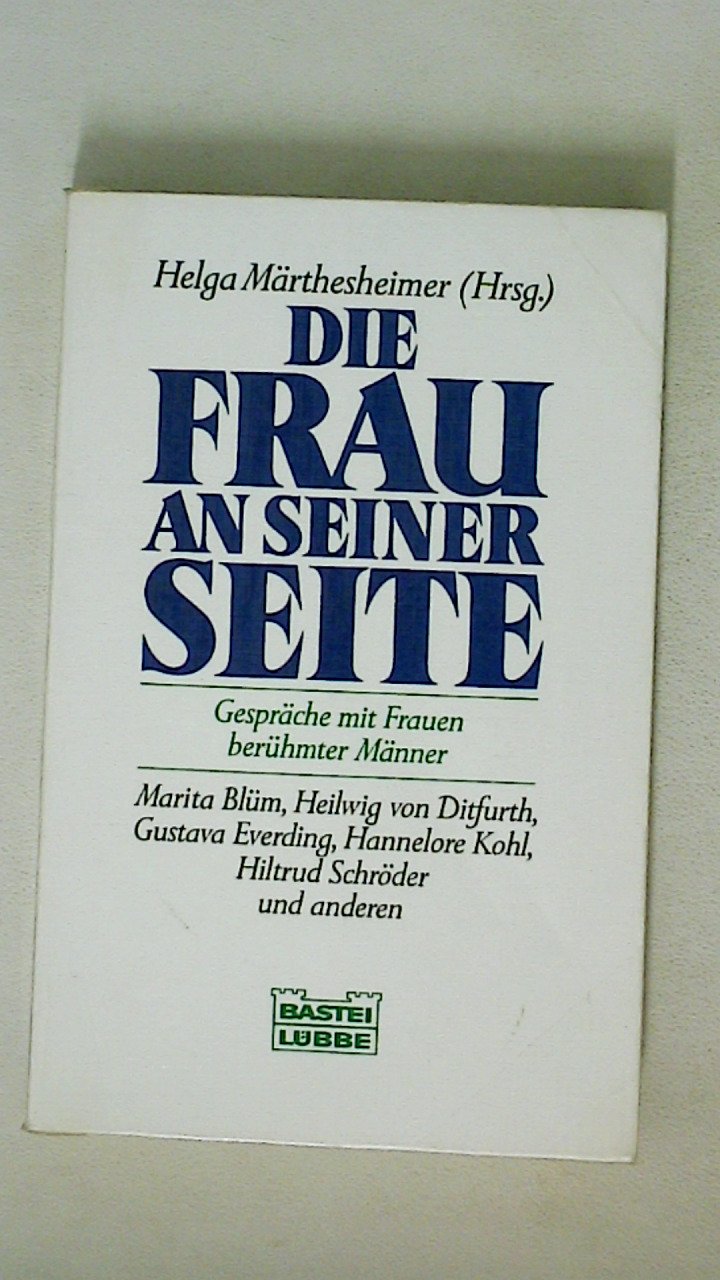 Helga Märthesheimer (Hrsg.)
DIE
FRAU
AN SEINER
SEITE
Gespräche mit Frauen
berühmter Männer
Marita Blüm, Heilwig von Ditfurth,
Gustava Everding, Hannelore Kohl,
Hiltrud Schröder
und anderen
BASTEI
LÜBBE